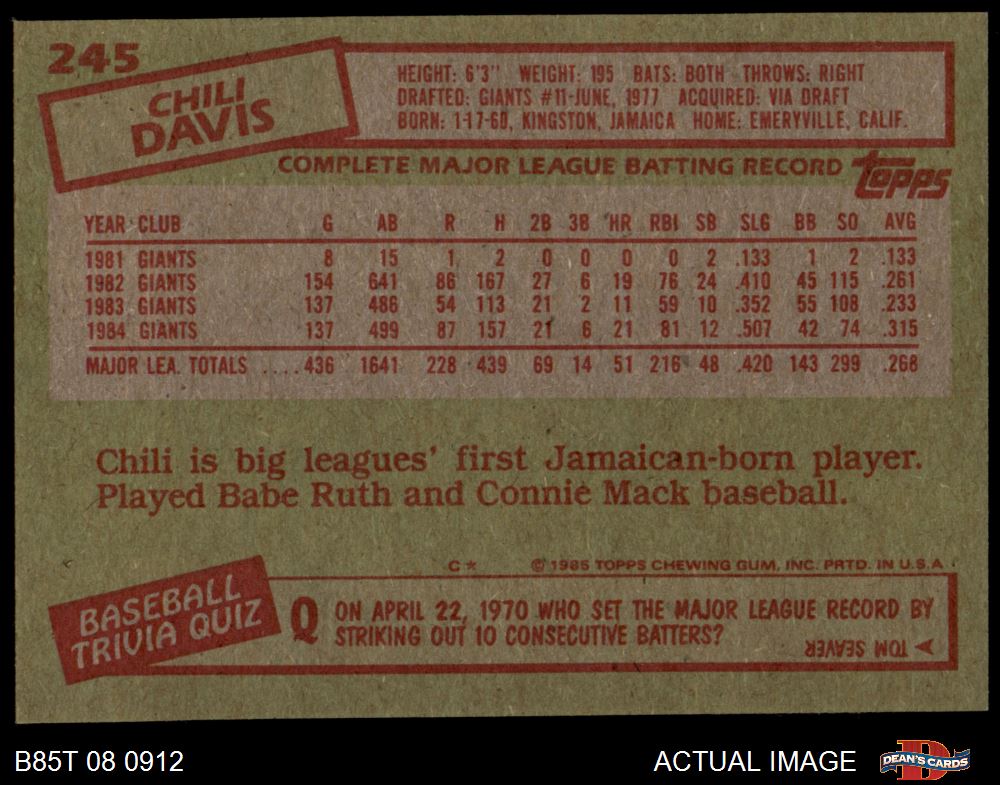 245
CHILI
DAVIS
HEIGHT: 6'3" WEIGHT: 195 BATS: BOTH THROWS: RIGHT
DRAFTED: GIANTS #11-JUNE, 1977 ACQUIRED: VIA DRAFT
BORN: 1-17-60, KINGSTON, JAMAICA HOME: EMERYVILLE, CALIF.
COMPLETE MAJOR LEAGUE BATTING RECORD topps
YEAR CLUB G AB R H 2B 3B HR RBI SB SLG BB SO AVG
1981 GIANTS 8 15 1 2 0 0 0 0 2 .133 1 2 .133
1982 GIANTS 154 641 86 167 27 6 19 76 24 .410 45 115 .261
1983 GIANTS 137 486 54 113 21 2 11 59 10 .352 55 108 .233
1984 GIANTS 137 499 87 157 21 6 21 81 12 .507 42 74 .315
MAJOR LEA. TOTALS ....436 1641 228 439 69 14 51 216 48 .420 143 299 .268
Chili is big leagues' first Jamaican-born player.
Played Babe Ruth and Connie Mack baseball.
C* © 1985 TOPPS CHEWING GUM, INC. PRTD. IN U.S.A.
BASEBALL
TRIVIA QUIZ
Q ON APRIL 22, 1970 WHO SET THE MAJOR LEAGUE RECORD BY
STRIKING OUT 10 CONSECUTIVE BATTERS?
TOM SEAVER
B85T 08 0912 ACTUAL IMAGE D DEAN'S CARDS